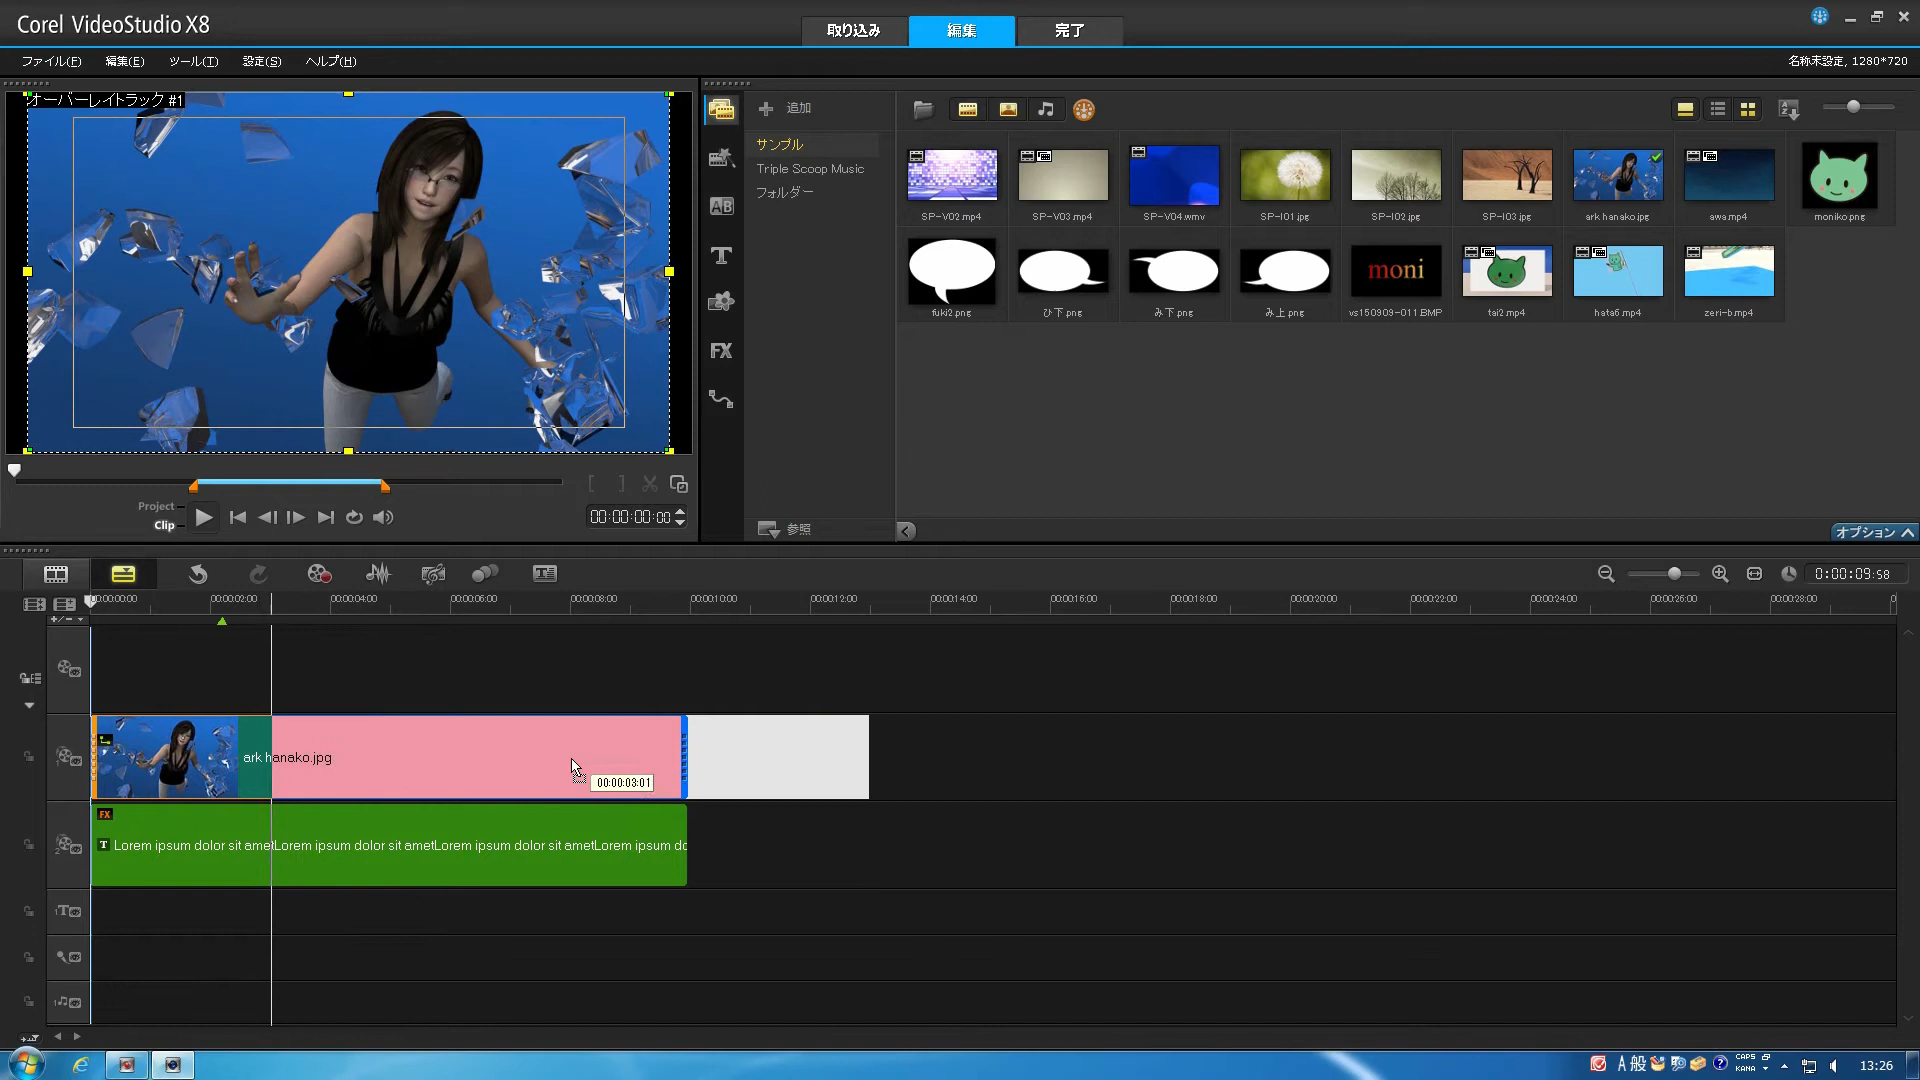 Corel VideoStudio X8
取り込み
編集
完了
ファイル(F) 編集(E) ツール(T) 設定(S) ヘルプ(H)
名称未設定, 1280*720
オーバーレイトラック #1
追加
サンプル
Triple Scoop Music
フォルダー
AB
T
FX
SP-V02.mp4
SP-V03.mp4
SP-V04.wmv
SP-I01.jpg
SP-I02.jpg
SP-I03.jpg
ark hanako.jpg
awa.mp4
moniko.png
moni
fuki2.png
ひ下.png
み下.png
み上.png
vs150909-011.BMP
tai2.mp4
hata6.mp4
zeri-b.mp4
Project
Clip
00:00:00:00
参照
オプション
0:00:09:58
00:00:00:00 00:00:02:00 00:00:04:00 00:00:06:00 00:00:08:00 00:00:10:00 00:00:12:00 00:00:14:00 00:00:16:00 00:00:18:00 00:00:20:00 00:00:22:00 00:00:24:00 00:00:26:00 00:00:28:00
ark hanako.jpg
00:00:03:01
FX
T Lorem ipsum dolor sit ametLorem ipsum dolor sit ametLorem ipsum dolor sit ametLorem ipsum do
A 般
CAPS
KANA
13:26